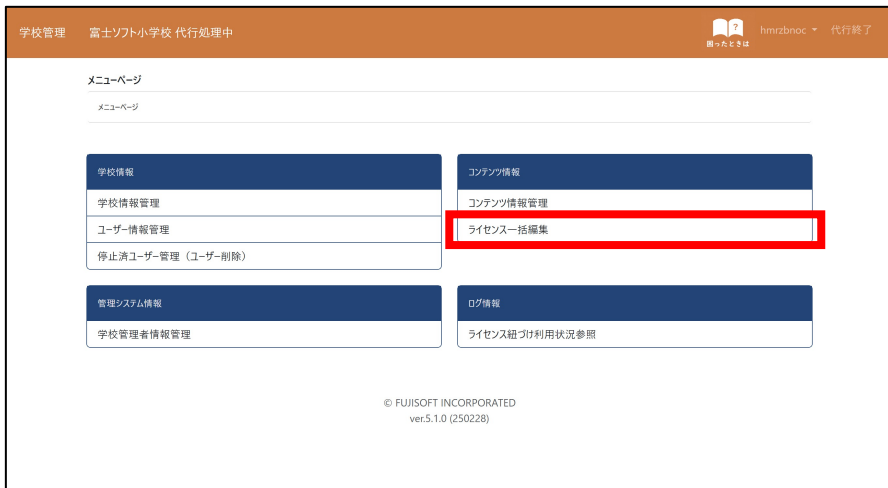 学校管理 富士ソフト小学校 代行処理中 困ったときは hmrzbnoc 代行終了
メニューページ
メニューページ
学校情報
学校情報管理
ユーザー情報管理
停止済ユーザー管理（ユーザー削除）
コンテンツ情報
コンテンツ情報管理
ライセンス一括編集
管理システム情報
学校管理者情報管理
ログ情報
ライセンス紐づけ利用状況参照
© FUJISOFT INCORPORATED
ver.5.1.0 (250228)